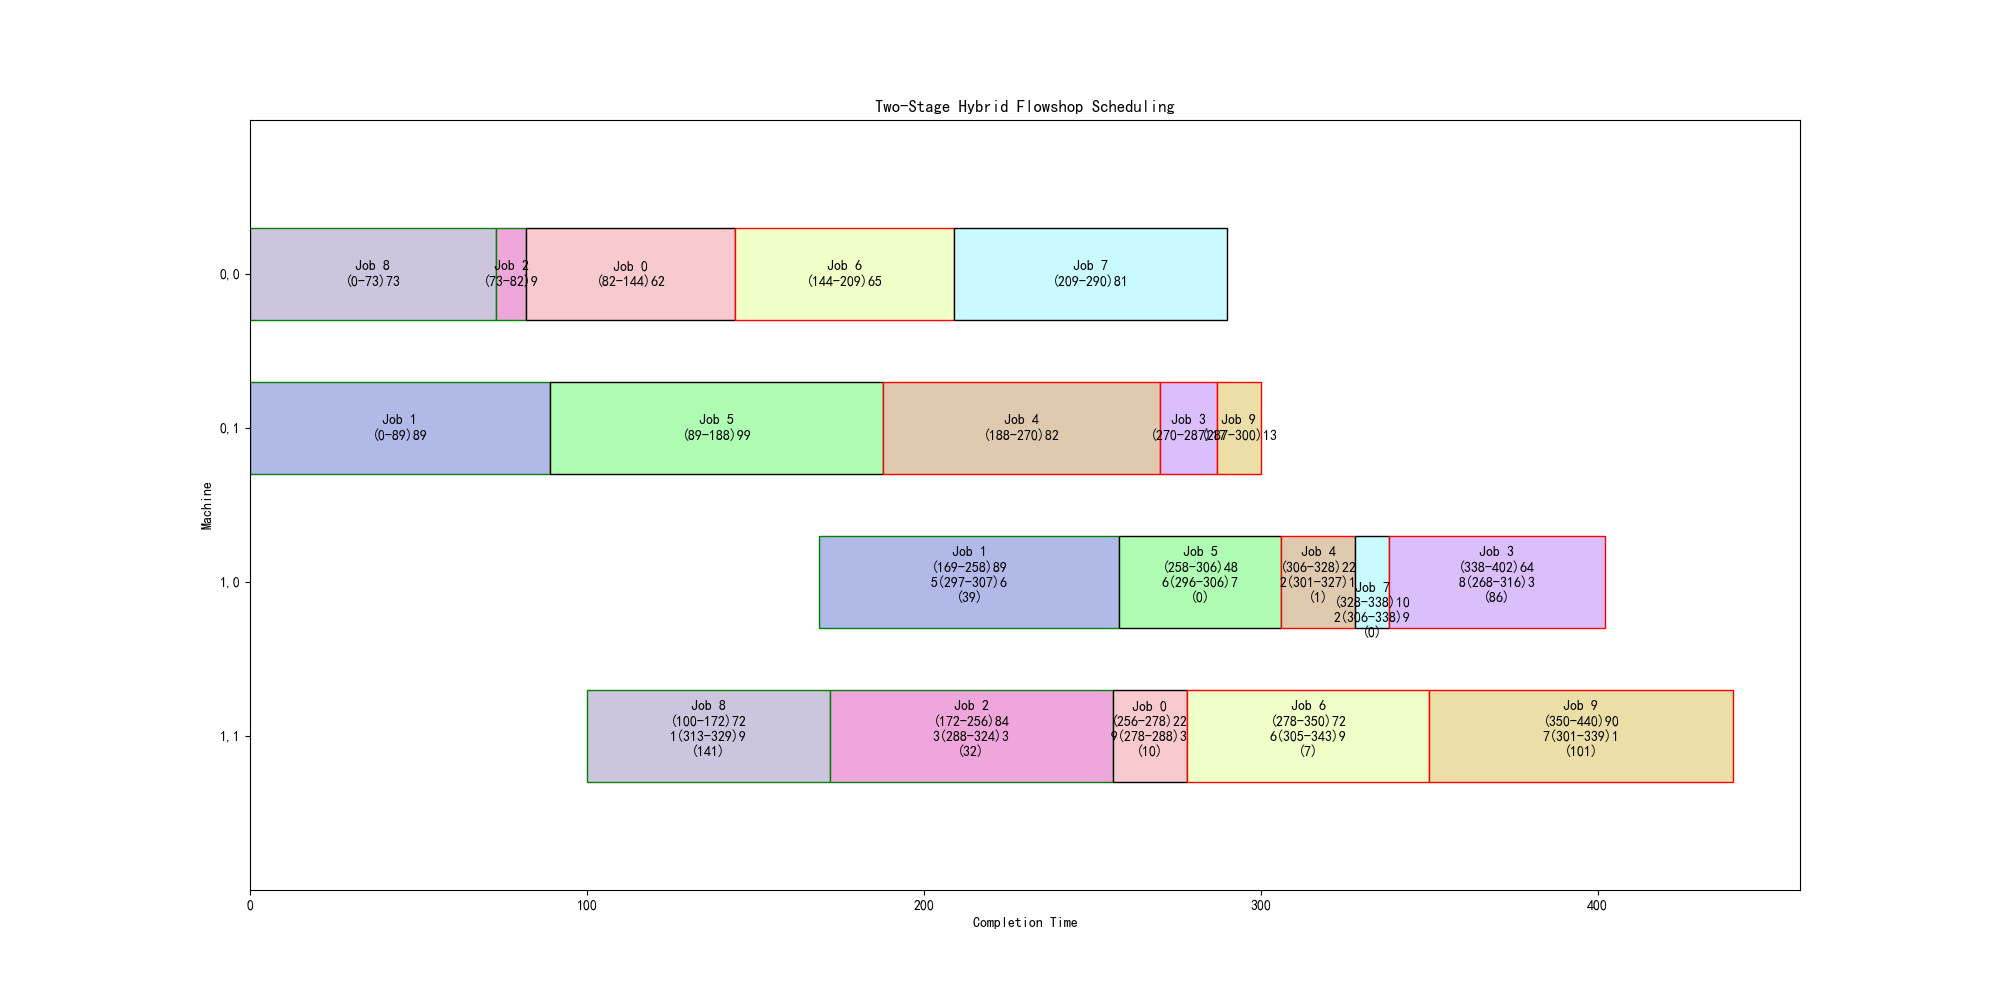 Two-Stage Hybrid Flowshop Scheduling
Machine
0,0
Job 8
(0-73)73
Job 2
(73-82)9
Job 0
(82-144)62
Job 6
(144-209)65
Job 7
(209-290)81
0,1
Job 1
(0-89)89
Job 5
(89-188)99
Job 4
(188-270)82
Job 3
(270-287)17
Job 9
(287-300)13
1,0
Job 1
(169-258)89
5(297-307)6
(39)
Job 5
(258-306)48
6(296-306)7
(0)
Job 4
(306-328)22
2(301-327)1
(1)
Job 7
(328-338)10
2(306-338)9
(0)
Job 3
(338-402)64
8(268-316)3
(86)
1,1
Job 8
(100-172)72
1(313-329)9
(141)
Job 2
(172-256)84
3(288-324)3
(32)
Job 0
(256-278)22
9(278-288)3
(10)
Job 6
(278-350)72
6(305-343)9
(7)
Job 9
(350-440)90
7(301-339)1
(101)
0
100
200
300
400
Completion Time